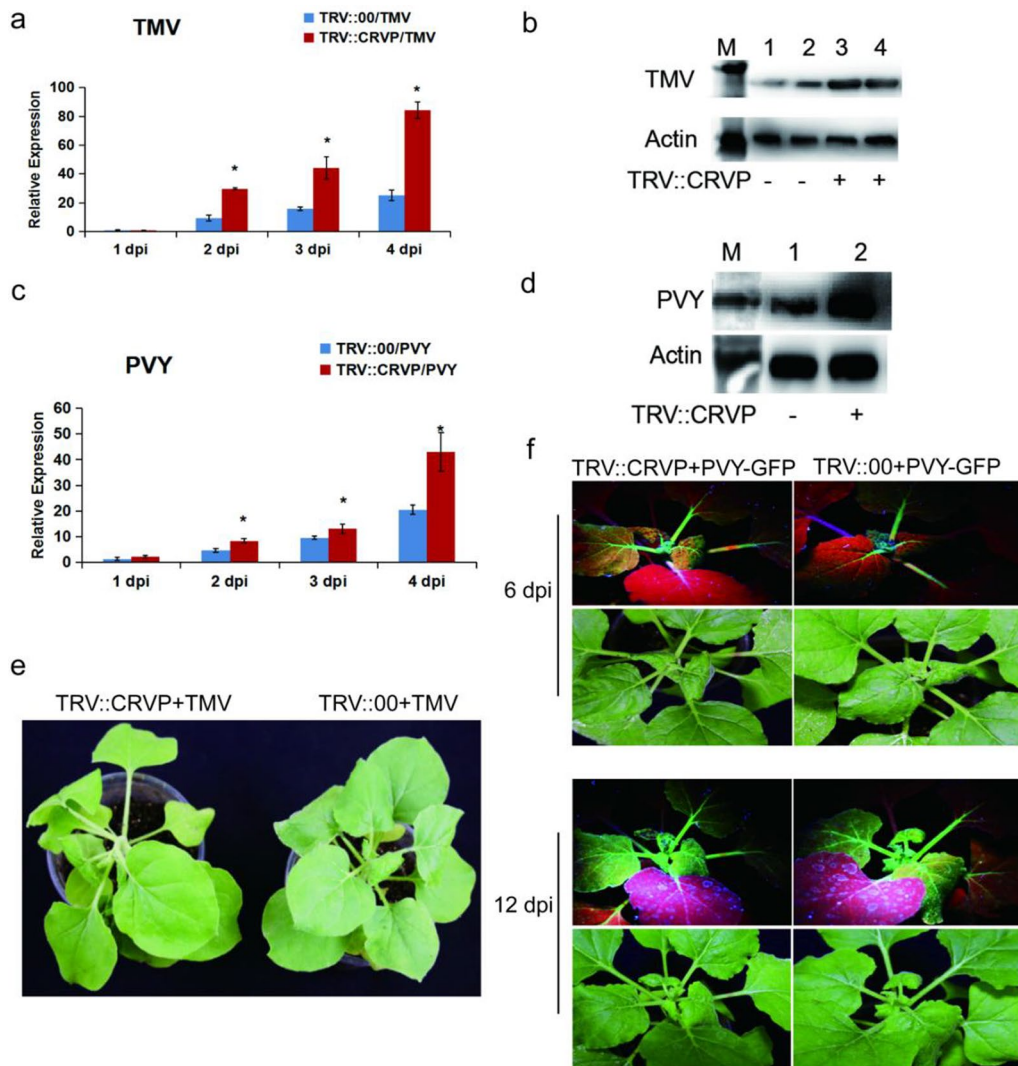 a
TMV
TRV::00/TMV
TRV::CRVP/TMV
Relative Expression
100
80
60
40
20
0
* * *
1 dpi 2 dpi 3 dpi 4 dpi
b
M 1 2 3 4
TMV
Actin
TRV::CRVP - - + +
c
PVY
TRV::00/PVY
TRV::CRVP/PVY
Relative Expression
60
50
40
30
20
10
0
* * *
1 dpi 2 dpi 3 dpi 4 dpi
d
M 1 2
PVY
Actin
TRV::CRVP - +
e
TRV::CRVP+TMV TRV::00+TMV
f
TRV::CRVP+PVY-GFP TRV::00+PVY-GFP
6 dpi
12 dpi